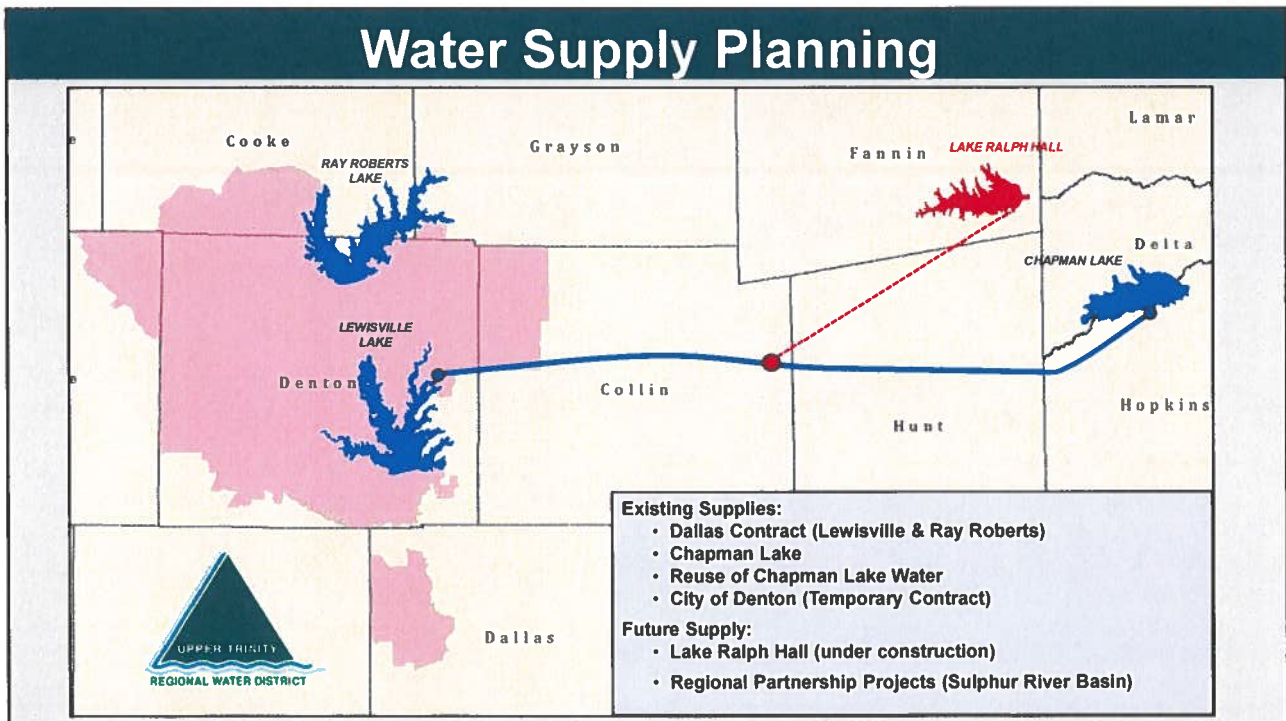 Water Supply Planning
Cooke
Grayson
Fannin
Lamar
RAY ROBERTS
LAKE
LAKE RALPH HALL
e
Delta
CHAPMAN LAKE
LEWISVILLE
LAKE
e
Denton
Collin
Hunt
Hopkins
Existing Supplies:
• Dallas Contract (Lewisville & Ray Roberts)
• Chapman Lake
• Reuse of Chapman Lake Water
• City of Denton (Temporary Contract)
Future Supply:
• Lake Ralph Hall (under construction)
• Regional Partnership Projects (Sulphur River Basin)
Dallas
UPPER TRINITY
REGIONAL WATER DISTRICT